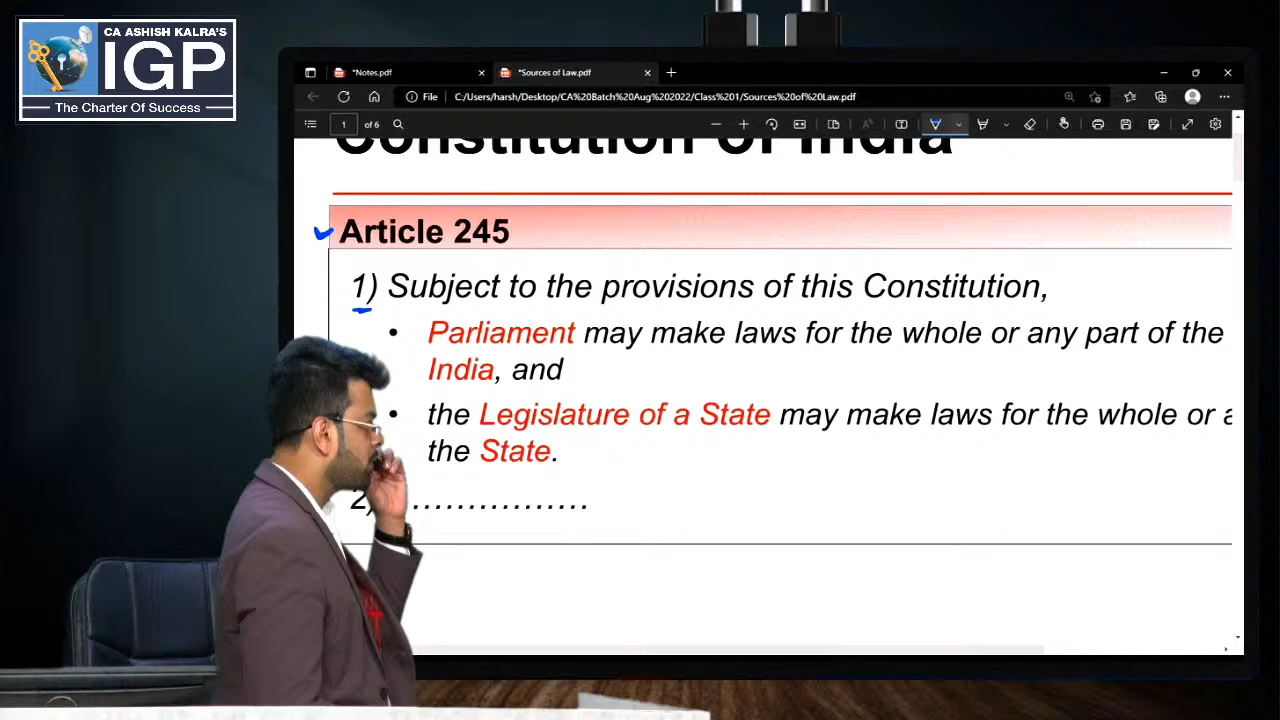 CA ASHISH KALRA'S
IGP
The Charter Of Success
*Notes.pdf
*Sources of Law.pdf
File C:/Users/harsh/Desktop/CA%20Batch%20Aug%202022/Class%201/Sources%20of%20Law.pdf
1 of 6
Constitution of India
Article 245
1) Subject to the provisions of this Constitution,
• Parliament may make laws for the whole or any part of the
India, and
• the Legislature of a State may make laws for the whole or a
the State.
2) ................